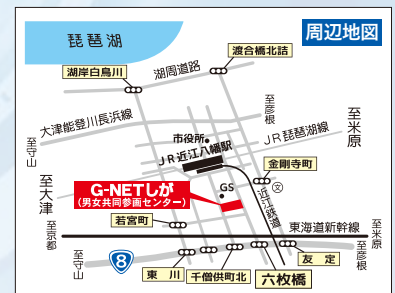 周辺地図
琵琶湖
渡合橋北詰
湖岸白鳥川
湖周道路
至彦根
至米原
大津能登川長浜線
市役所
JR琵琶湖線
至守山
JR近江八幡駅
金剛寺町
至大津
GS
文
G-NETしが
(男女共同参画センター)
近江鉄道
若宮町
至京都
東海道新幹線
至米原
至守山
8
東川
千僧供町北
六枚橋
友定
至彦根